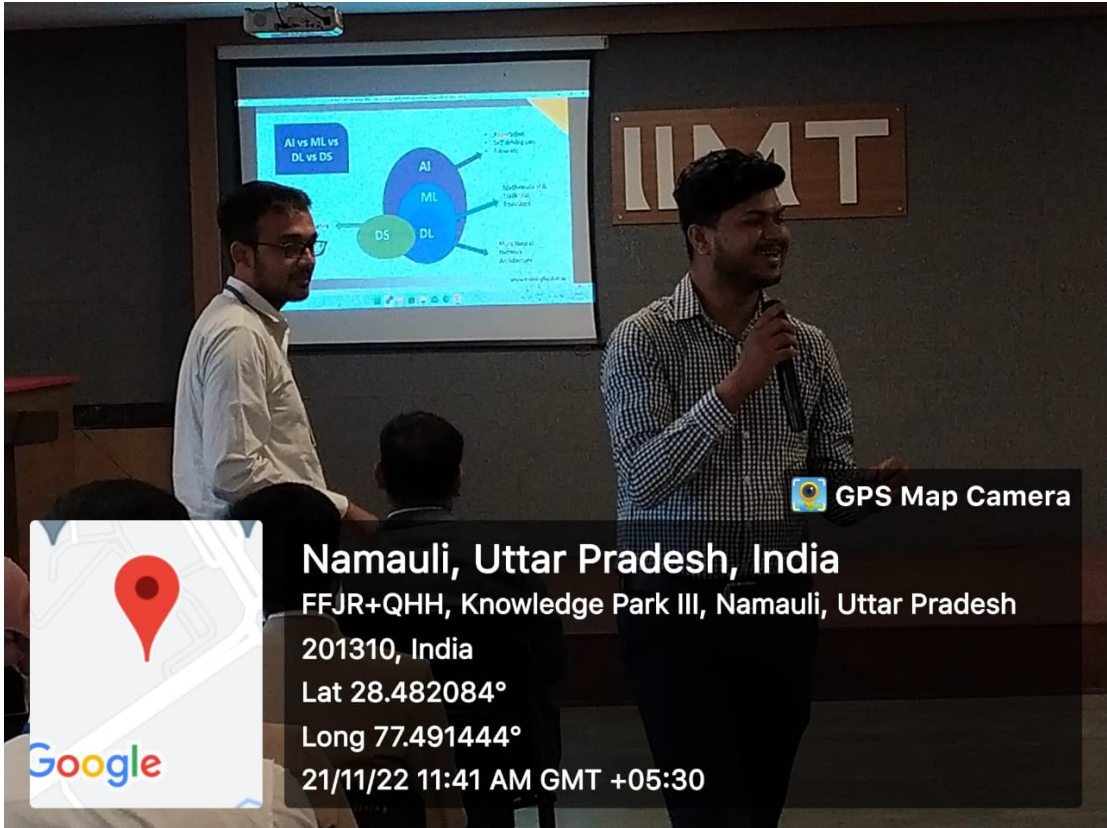 AI vs ML vs
DL vs DS
AI
ML
DS
DL
IIMT
GPS Map Camera
Namauli, Uttar Pradesh, India
FFJR+QHH, Knowledge Park III, Namauli, Uttar Pradesh
201310, India
Lat 28.482084°
Long 77.491444°
21/11/22 11:41 AM GMT +05:30
Google